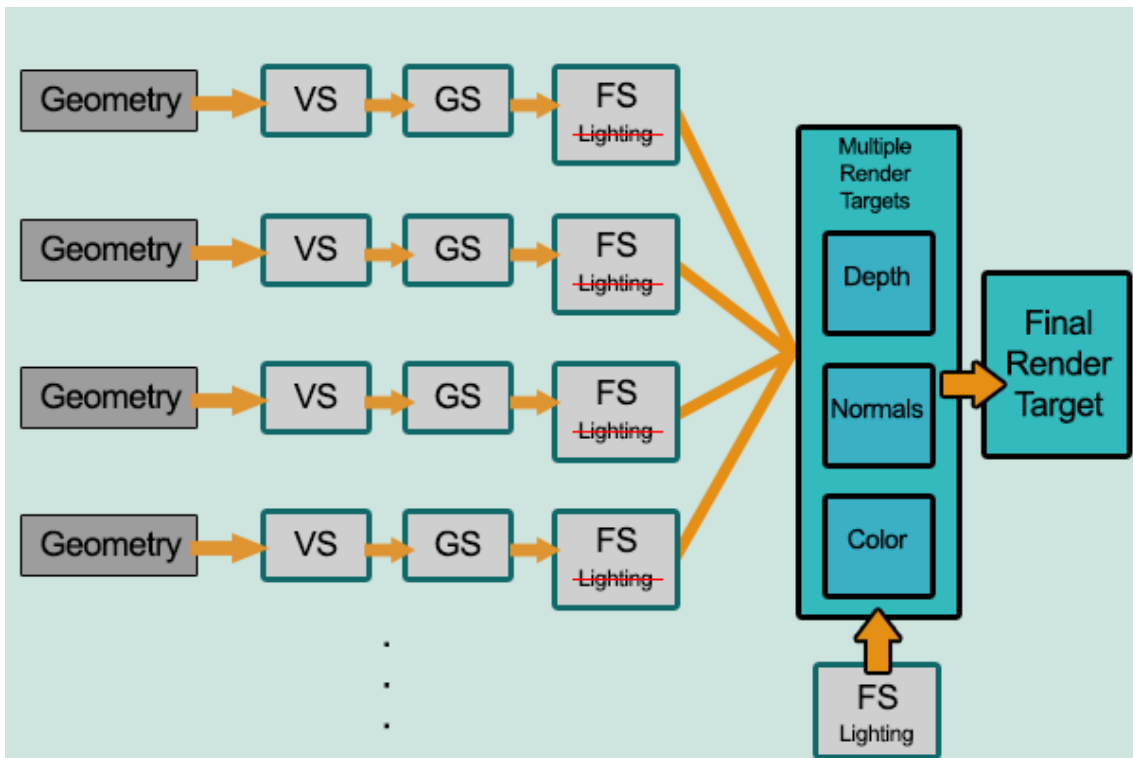 Geometry
VS
GS
FS
Lighting
Geometry
VS
GS
FS
Lighting
Geometry
VS
GS
FS
Lighting
Geometry
VS
GS
FS
Lighting
Multiple
Render
Targets
Depth
Normals
Color
Final
Render
Target
FS
Lighting